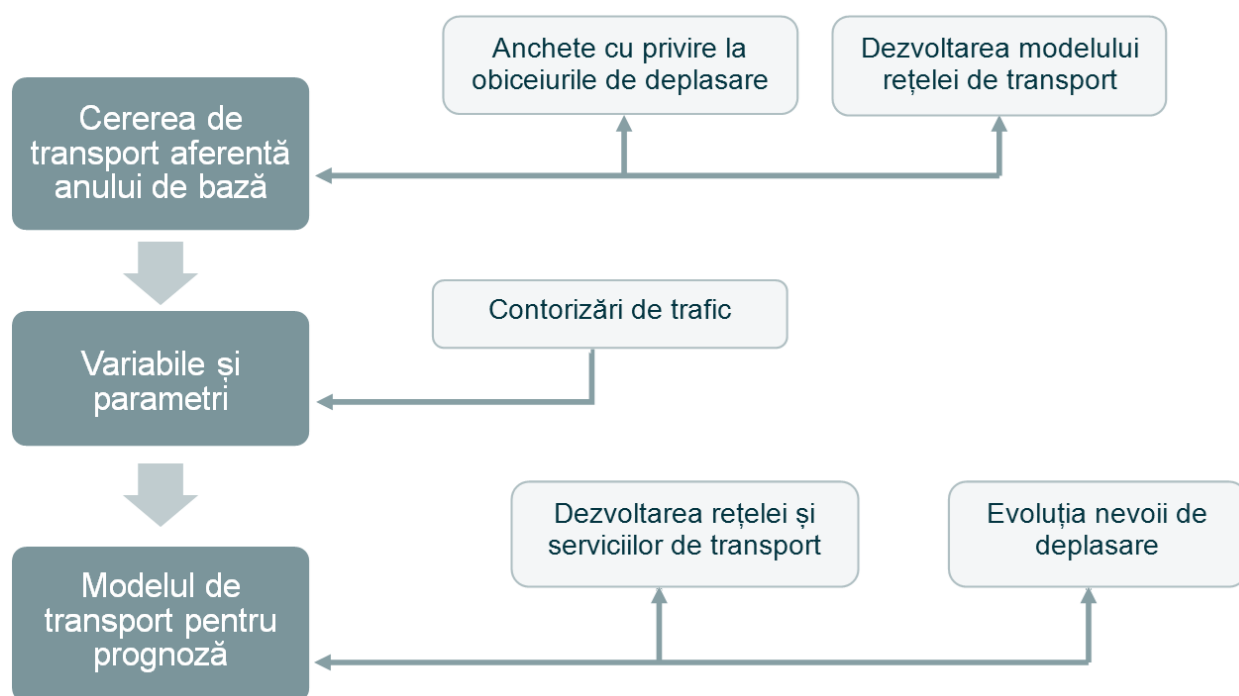 Anchete cu privire la
obiceiurile de deplasare
Dezvoltarea modelului
rețelei de transport
Cererea de
transport aferentă
anului de bază
Contorizări de trafic
Variabile și
parametri
Dezvoltarea rețelei și
serviciilor de transport
Evoluția nevoii de
deplasare
Modelul de
transport pentru
prognoză